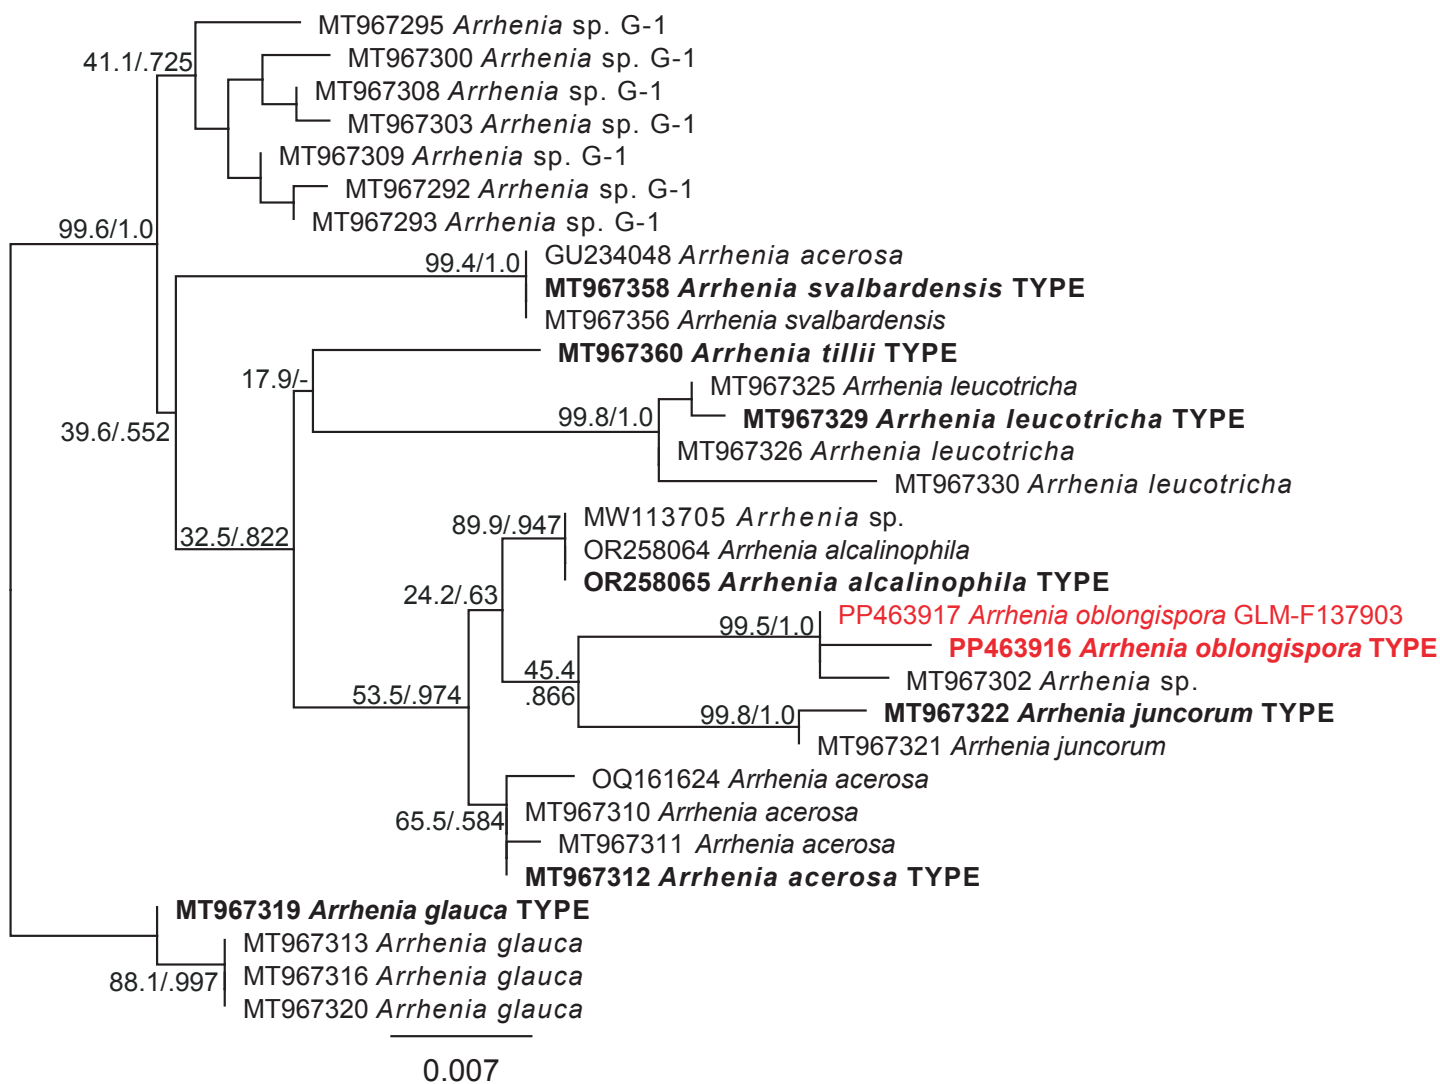 MT967295 Arrhenia sp. G-1
41.1/.725
MT967300 Arrhenia sp. G-1
MT967308 Arrhenia sp. G-1
MT967303 Arrhenia sp. G-1
MT967309 Arrhenia sp. G-1
MT967292 Arrhenia sp. G-1
MT967293 Arrhenia sp. G-1
99.6/1.0
GU234048 Arrhenia acerosa
99.4/1.0
MT967358 Arrhenia svalbardensis TYPE
MT967356 Arrhenia svalbardensis
MT967360 Arrhenia tillii TYPE
17.9/-
MT967325 Arrhenia leucotricha
99.8/1.0
MT967329 Arrhenia leucotricha TYPE
39.6/.552
MT967326 Arrhenia leucotricha
MT967330 Arrhenia leucotricha
MW113705 Arrhenia sp.
89.9/.947
32.5/.822
OR258064 Arrhenia alcalinophila
OR258065 Arrhenia alcalinophila TYPE
24.2/.63
PP463917 Arrhenia oblongispora GLM-F137903
99.5/1.0
PP463916 Arrhenia oblongispora TYPE
45.4
.866
MT967302 Arrhenia sp.
53.5/.974
99.8/1.0
MT967322 Arrhenia juncorum TYPE
MT967321 Arrhenia juncorum
OQ161624 Arrhenia acerosa
MT967310 Arrhenia acerosa
65.5/.584
MT967311 Arrhenia acerosa
MT967312 Arrhenia acerosa TYPE
MT967319 Arrhenia glauca TYPE
MT967313 Arrhenia glauca
88.1/.997
MT967316 Arrhenia glauca
MT967320 Arrhenia glauca
0.007